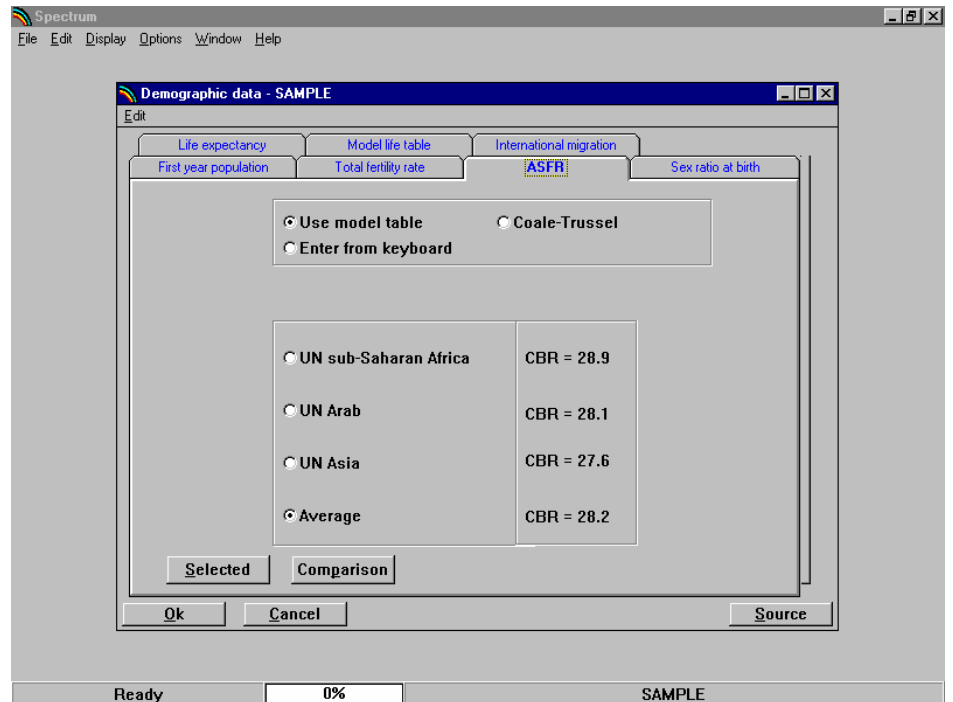 Spectrum
File Edit Display Options Window Help
Demographic data - SAMPLE
Edit
Life expectancy Model life table International migration
First year population Total fertility rate ASFR Sex ratio at birth
Use model table Coale-Trussel
Enter from keyboard
UN sub-Saharan Africa CBR = 28.9
UN Arab CBR = 28.1
UN Asia CBR = 27.6
Average CBR = 28.2
Selected Comparison
Ok Cancel Source
Ready 0% SAMPLE